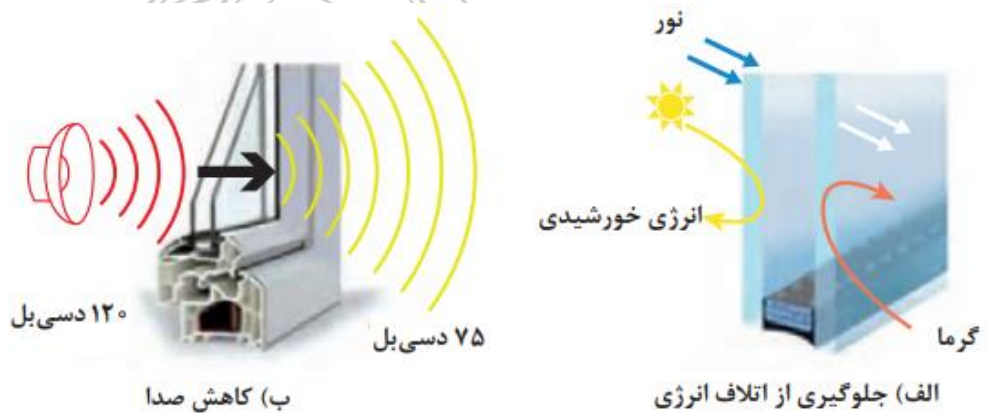 نور
انرژی خورشیدی
گرما
الف) جلوگیری از اتلاف انرژی
۱۲۰ دسی‌بل
۷۵ دسی‌بل
ب) کاهش صدا